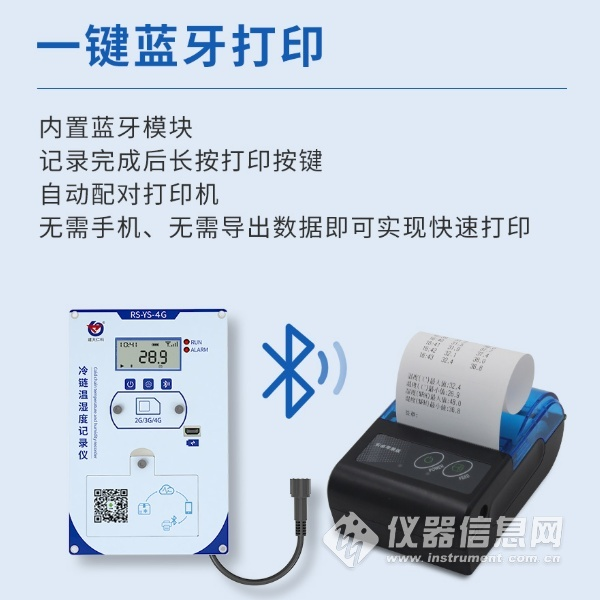 一键蓝牙打印
内置蓝牙模块
记录完成后长按打印按键
自动配对打印机
无需手机、无需导出数据即可实现快速打印
RS-YS-4G
10:41
28.9
RUN
ALARM
冷链温湿度记录仪
2G/3G/4G
仪器信息网
www.instrument.com.cn